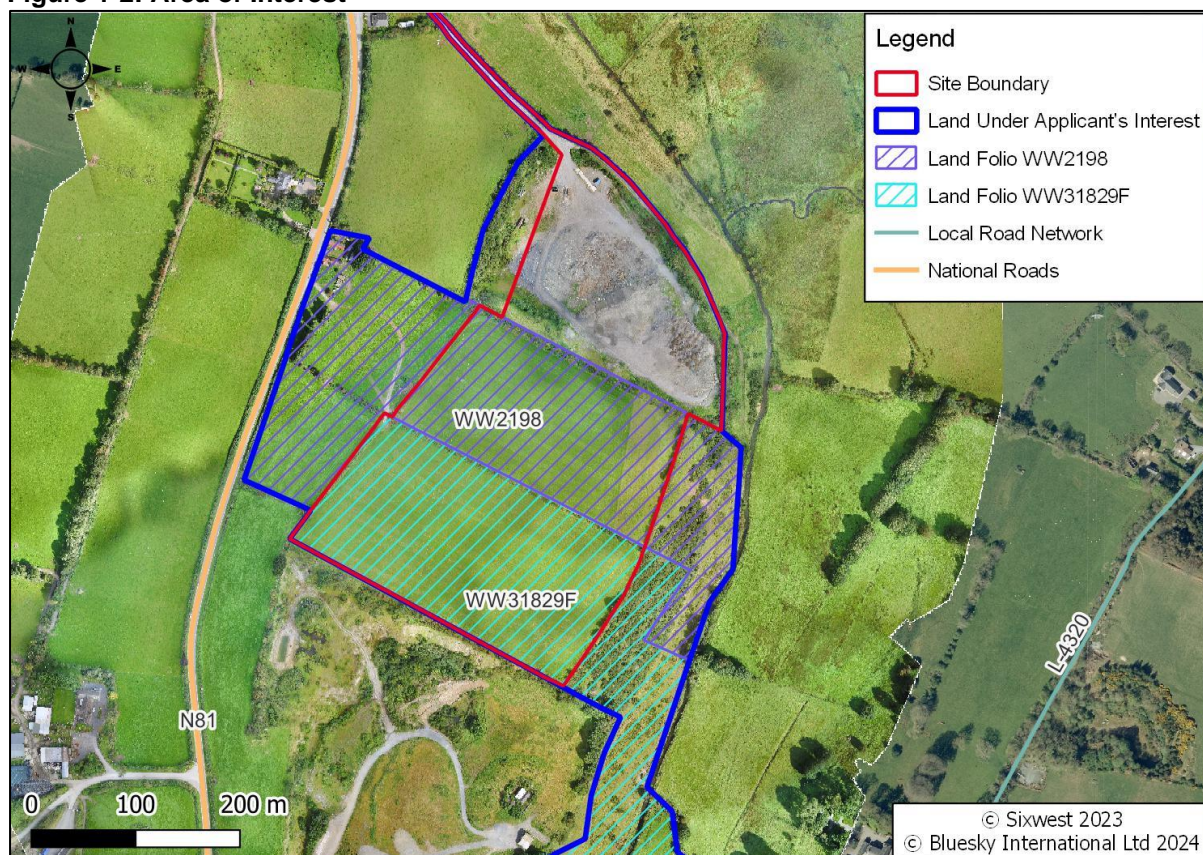 Figure 1-2: Area of Interest
N
W E
S
Legend
Site Boundary
Land Under Applicant's Interest
Land Folio WW2198
Land Folio WW31829F
Local Road Network
National Roads
WW2198
WW31829F
L-4320
N81
0 100 200 m
© Sixwest 2023
© Bluesky International Ltd 2024